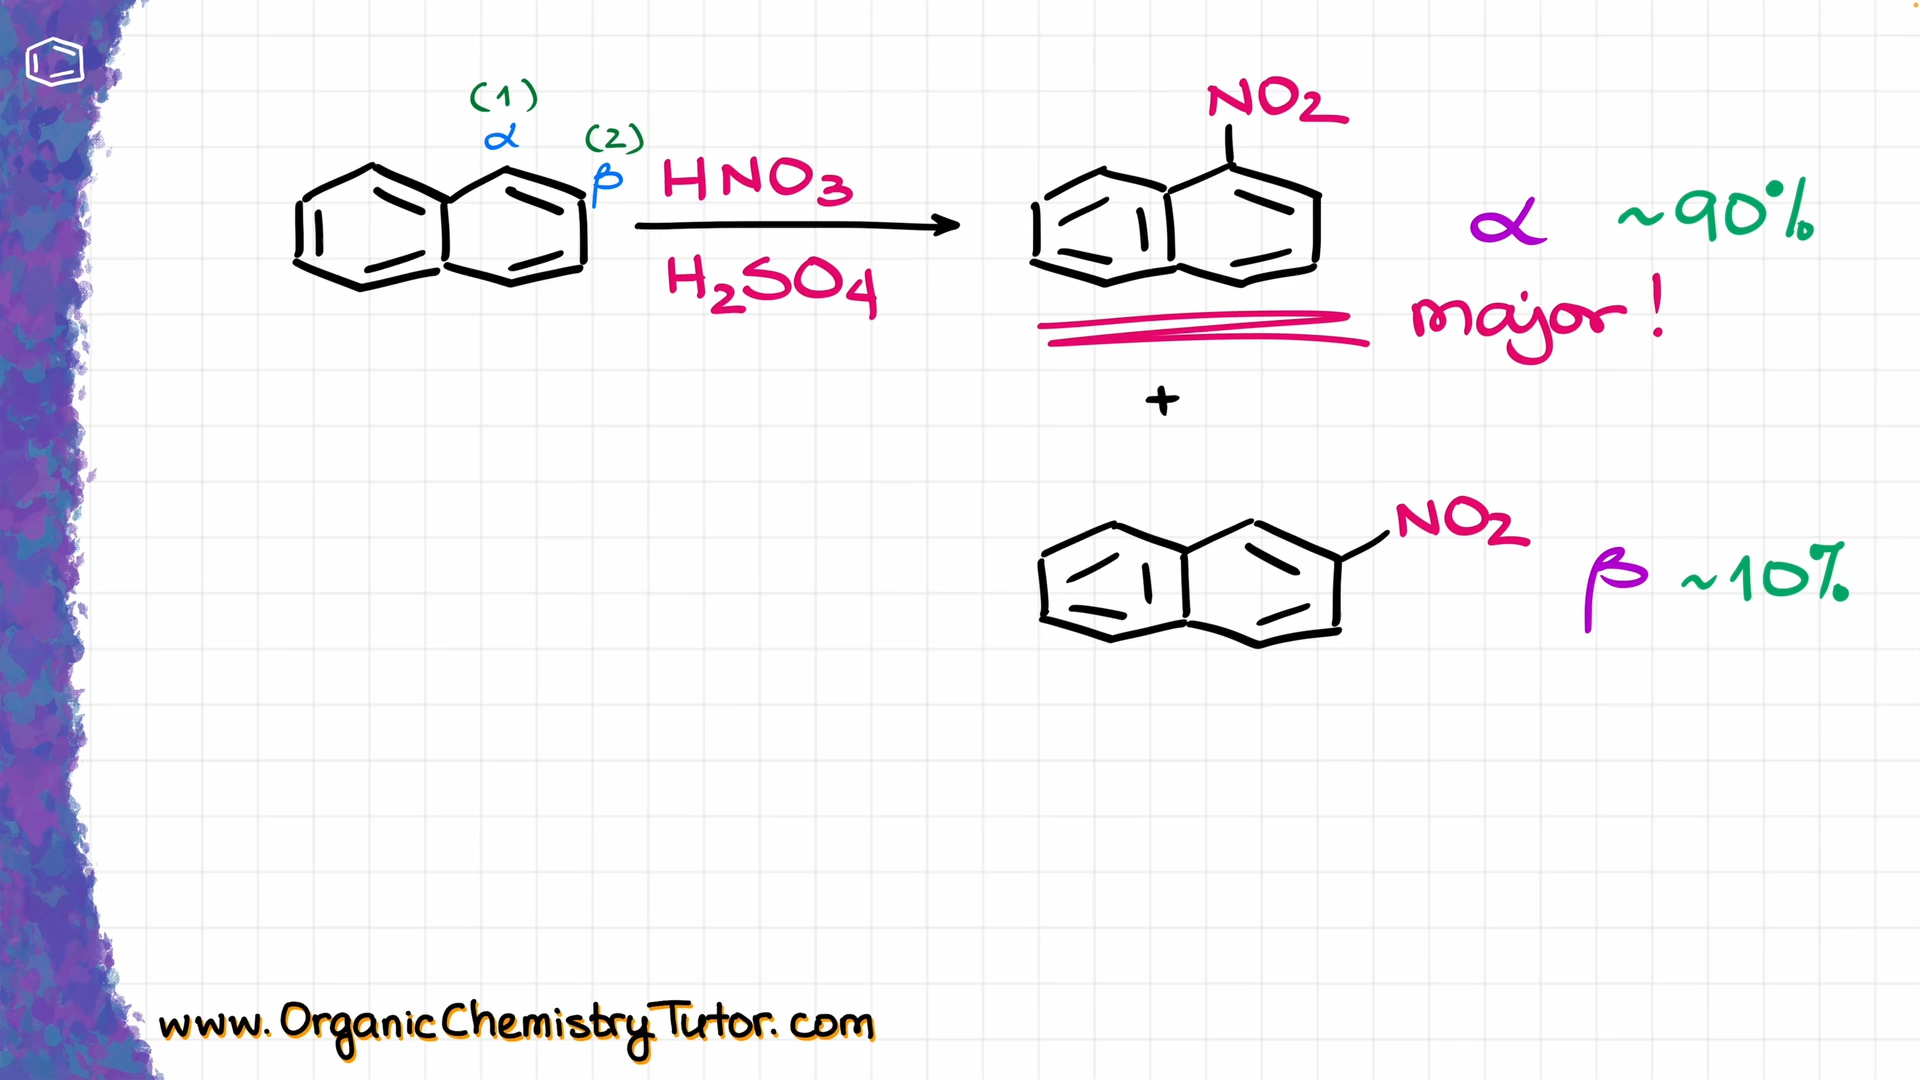 (1)
α
(2)
β
HNO₃
H₂SO₄
NO₂
α ~90%
major!
+
NO₂
β ~10%
www.OrganicChemistryTutor.com